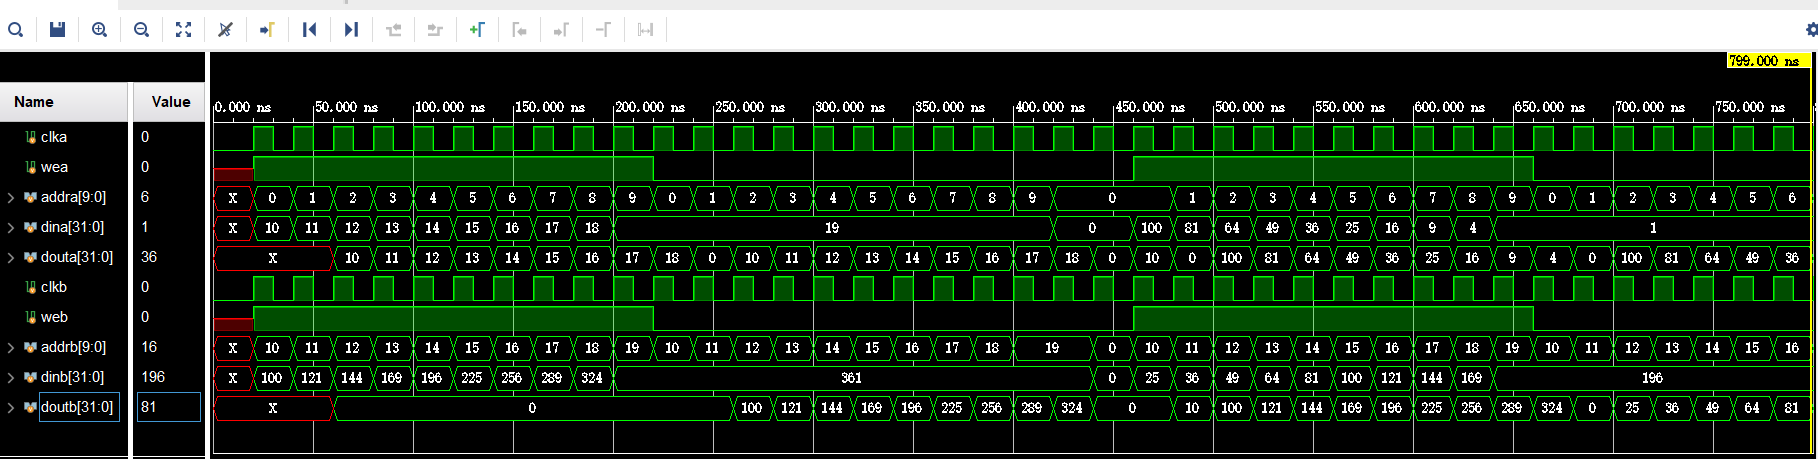 799.000 ns
Name Value
0.000 ns 50.000 ns 100.000 ns 150.000 ns 200.000 ns 250.000 ns 300.000 ns 350.000 ns 400.000 ns 450.000 ns 500.000 ns 550.000 ns 600.000 ns 650.000 ns 700.000 ns 750.000 ns
clka 0
wea 0
addra[9:0] 6 X 0 1 2 3 4 5 6 7 8 9 0 1 2 3 4 5 6 7 8 9 0 1 2 3 4 5 6 7 8 9 0 1 2 3 4 5 6
dina[31:0] 1 X 10 11 12 13 14 15 16 17 18 19 0 100 81 64 49 36 25 16 9 4 1
douta[31:0] 36 X 10 11 12 13 14 15 16 17 18 0 10 11 12 13 14 15 16 17 18 0 10 0 100 81 64 49 36 25 16 9 4 0 100 81 64 49 36
clkb 0
web 0
addrb[9:0] 16 X 10 11 12 13 14 15 16 17 18 19 10 11 12 13 14 15 16 17 18 19 0 10 11 12 13 14 15 16 17 18 19 10 11 12 13 14 15 16
dinb[31:0] 196 X 100 121 144 169 196 225 256 289 324 361 0 25 36 49 64 81 100 121 144 169 196
doutb[31:0] 81 X 0 100 121 144 169 196 225 256 289 324 0 10 100 121 144 169 196 225 256 289 324 0 25 36 49 64 81